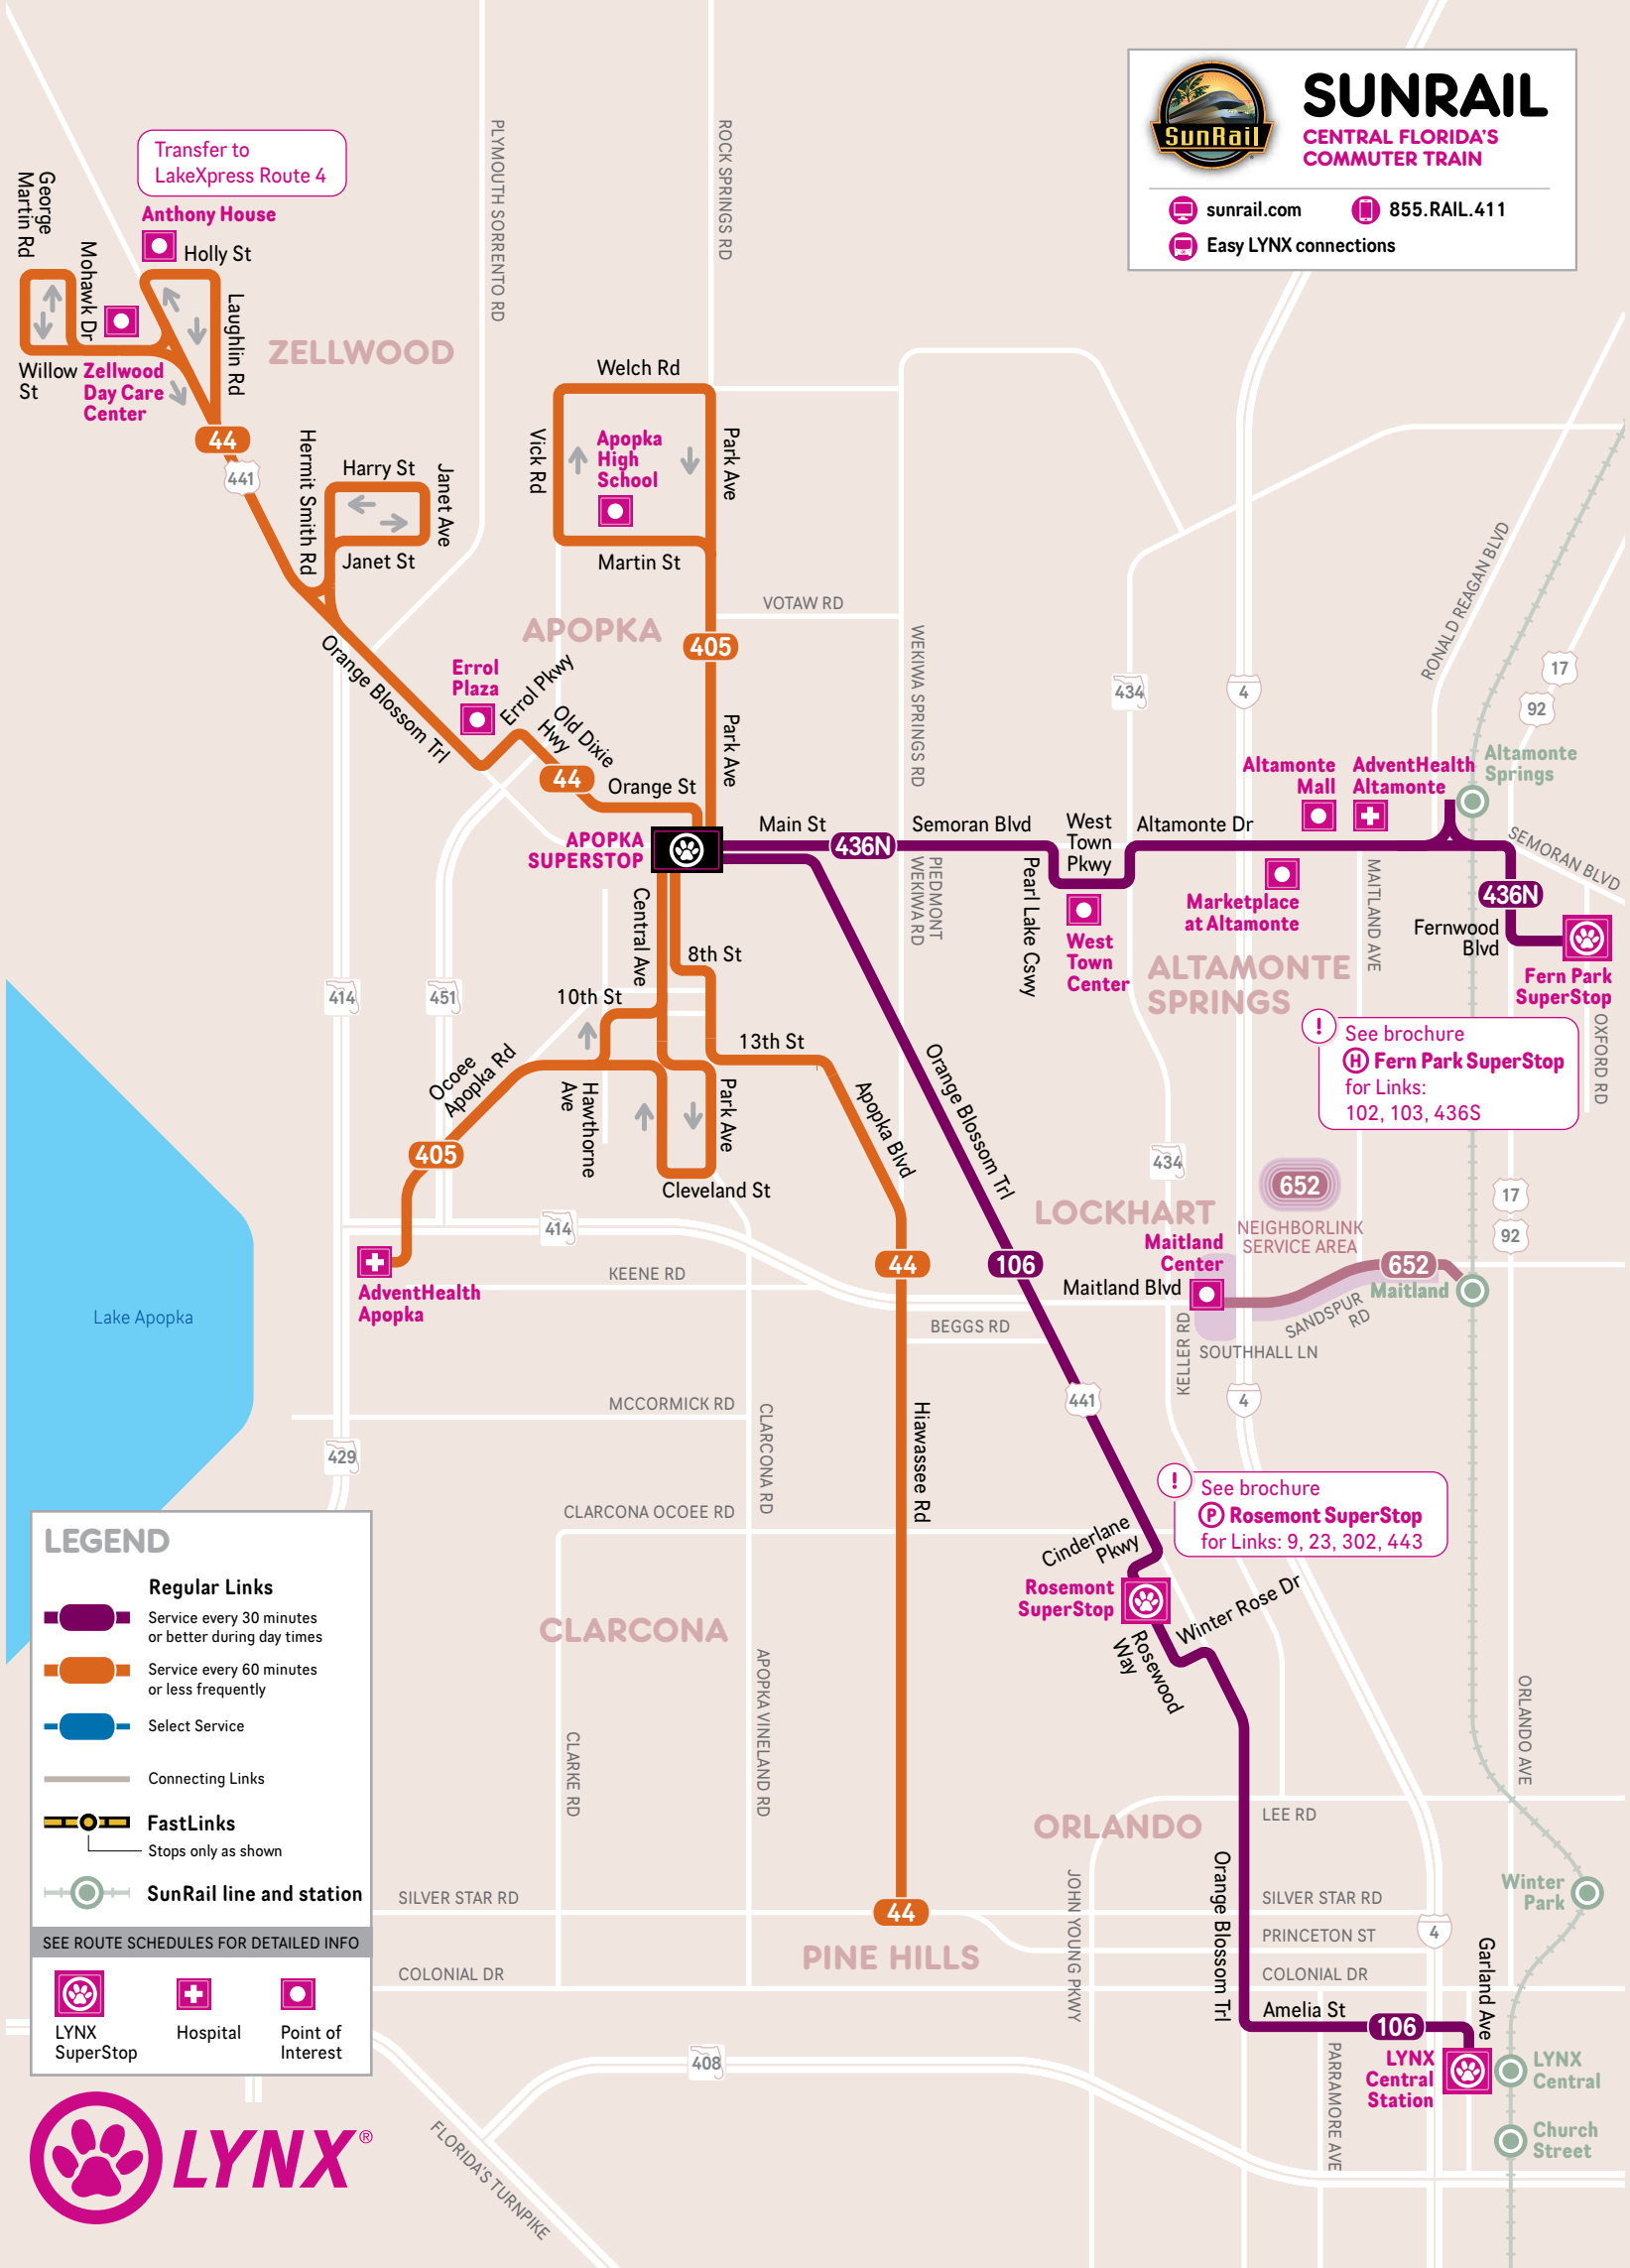 SunRail
SUNRAIL
CENTRAL FLORIDA'S
COMMUTER TRAIN
sunrail.com
855.RAIL.411
Easy LYNX connections
Transfer to
LakeXpress Route 4
Anthony House
Holly St
George
Martin Rd
Mohawk Dr
Laughlin Rd
Willow
St
Zellwood
Day Care
Center
ZELLWOOD
PLYMOUTH SORRENTO RD
ROCK SPRINGS RD
44
441
Hermit Smith Rd
Harry St
Janet Ave
Janet St
Welch Rd
Vick Rd
Apopka
High
School
Park Ave
Martin St
VOTAW RD
APOPKA
405
Orange Blossom Trl
Errol
Plaza
Errol Pkwy
Old Dixie
Hwy
44
Orange St
Park Ave
WEKIWA SPRINGS RD
434
4
RONALD REAGAN BLVD
17
92
Altamonte
Springs
Altamonte
Mall
AdventHealth
Altamonte
APOPKA
SUPERSTOP
Main St
436N
Semoran Blvd
West
Town
Pkwy
Altamonte Dr
SEMORAN BLVD
PIEDMONT
WEKIWA RD
Pearl Lake Cswy
West
Town
Center
Marketplace
at Altamonte
MAITLAND AVE
436N
Fernwood
Blvd
Fern Park
SuperStop
ALTAMONTE
SPRINGS
OXFORD RD
!
See brochure
H Fern Park SuperStop
for Links:
102, 103, 436S
Central Ave
8th St
10th St
13th St
414
451
Ocoee
Apopka Rd
Hawthorne
Ave
Park Ave
Apopka Blvd
Orange Blossom Trl
405
Cleveland St
434
652
NEIGHBORLINK
SERVICE AREA
17
92
LOCKHART
Maitland
Center
Maitland Blvd
652
Maitland
SANDSPUR
RD
414
44
106
AdventHealth
Apopka
KEENE RD
BEGGS RD
KELLER RD
SOUTHHALL LN
Lake Apopka
441
4
MCCORMICK RD
CLARCONA RD
Hiawassee Rd
429
!
See brochure
P Rosemont SuperStop
for Links: 9, 23, 302, 443
CLARCONA OCOEE RD
Cinderlane
Pkwy
Rosemont
SuperStop
Winter Rose Dr
Rosewood
Way
CLARCONA
APOPKA VINELAND RD
CLARKE RD
ORLANDO AVE
LEE RD
ORLANDO
JOHN YOUNG PKWY
Orange Blossom Trl
Winter
Park
SILVER STAR RD
44
SILVER STAR RD
PRINCETON ST
4
PINE HILLS
COLONIAL DR
COLONIAL DR
Garland Ave
Amelia St
106
LYNX
Central
Station
LYNX
Central
PARRAMORE AVE
Church
Street
408
FLORIDA'S TURNPIKE
LEGEND
Regular Links
Service every 30 minutes
or better during day times
Service every 60 minutes
or less frequently
Select Service
Connecting Links
FastLinks
Stops only as shown
SunRail line and station
SEE ROUTE SCHEDULES FOR DETAILED INFO
LYNX
SuperStop
Hospital
Point of
Interest
LYNX®